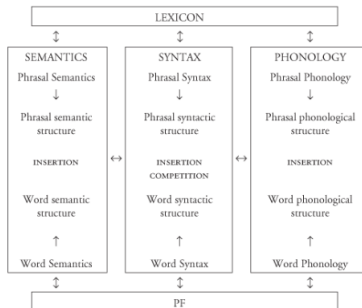 LEXICON
SEMANTICS
Phrasal Semantics
Phrasal semantic
structure
INSERTION
Word semantic
structure
Word Semantics
SYNTAX
Phrasal Syntax
Phrasal syntactic
structure
INSERTION
COMPETITION
Word syntactic
structure
Word Syntax
PHONOLOGY
Phrasal Phonology
Phrasal phonological
structure
INSERTION
Word phonological
structure
Word Phonology
PF